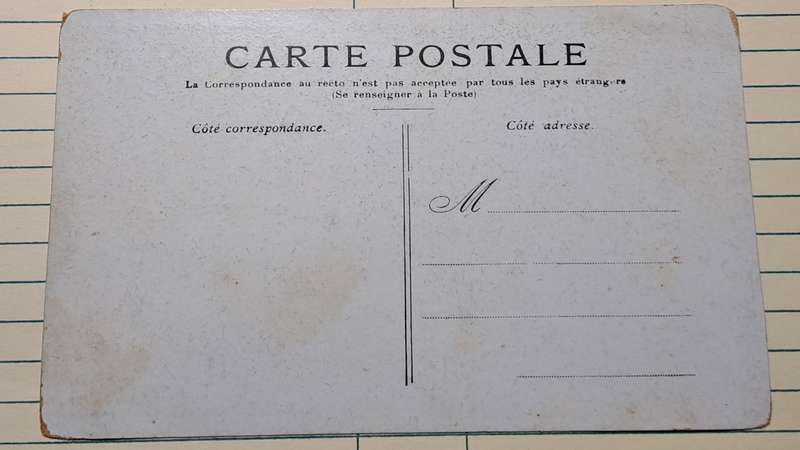 CARTE POSTALE
La Correspondance au recto n'est pas acceptée par tous les pays étrangers
(Se renseigner à la Poste)
Côté correspondance.
Côté adresse.
M